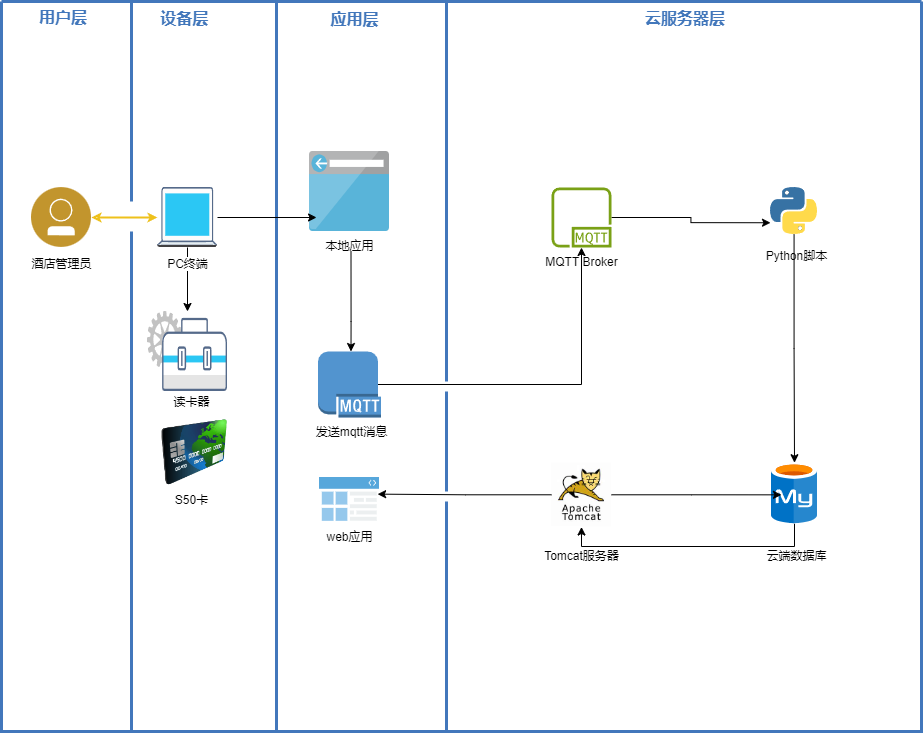 用户层
设备层
应用层
云服务器层
酒店管理员
PC终端
本地应用
MQTT
MQTT Broker
Python脚本
读卡器
MQTT
发送mqtt消息
S50卡
web应用
Apache
Tomcat
Tomcat服务器
My
云端数据库